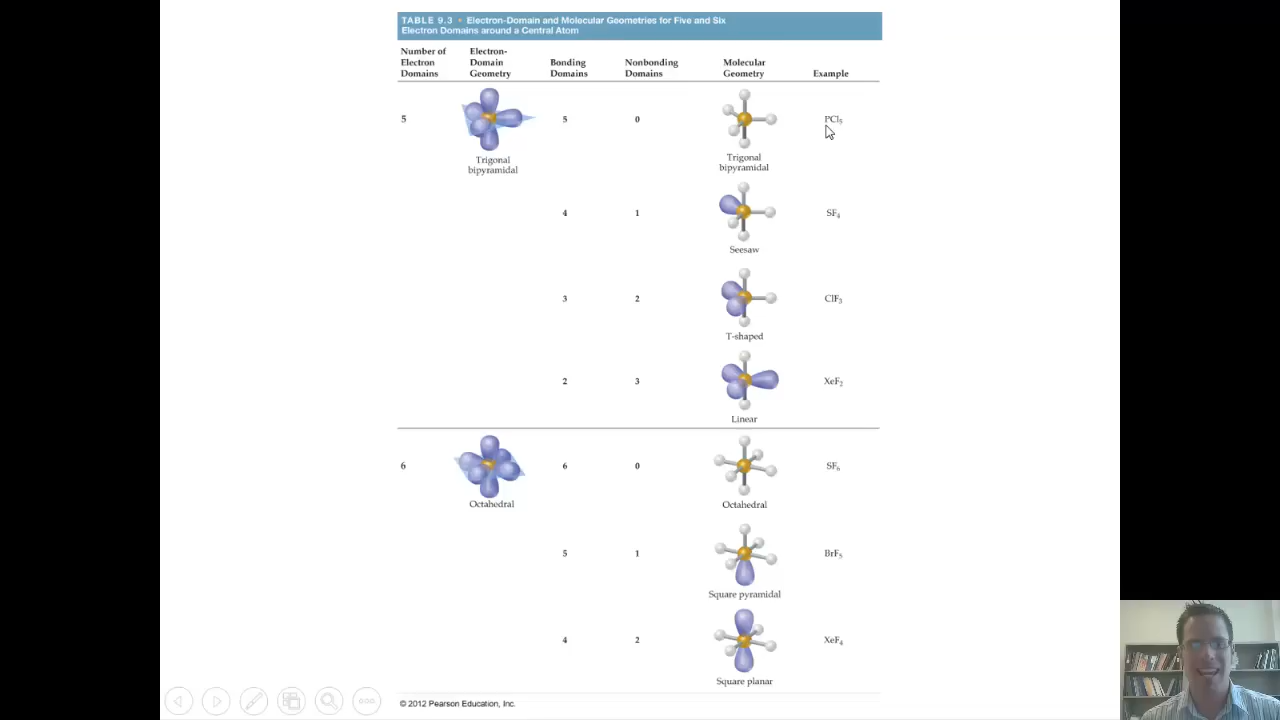 TABLE 9.3 • Electron-Domain and Molecular Geometries for Five and Six
Electron Domains around a Central Atom
Number of Electron Domains
Electron-Domain Geometry
Bonding Domains
Nonbonding Domains
Molecular Geometry
Example
5 5 0 PCl₅
Trigonal bipyramidal
Trigonal bipyramidal
4 1 SF₄
Seesaw
3 2 ClF₃
T-shaped
2 3 XeF₂
Linear
6 6 0 SF₆
Octahedral
Octahedral
5 1 BrF₅
Square pyramidal
4 2 XeF₄
Square planar
© 2012 Pearson Education, Inc.